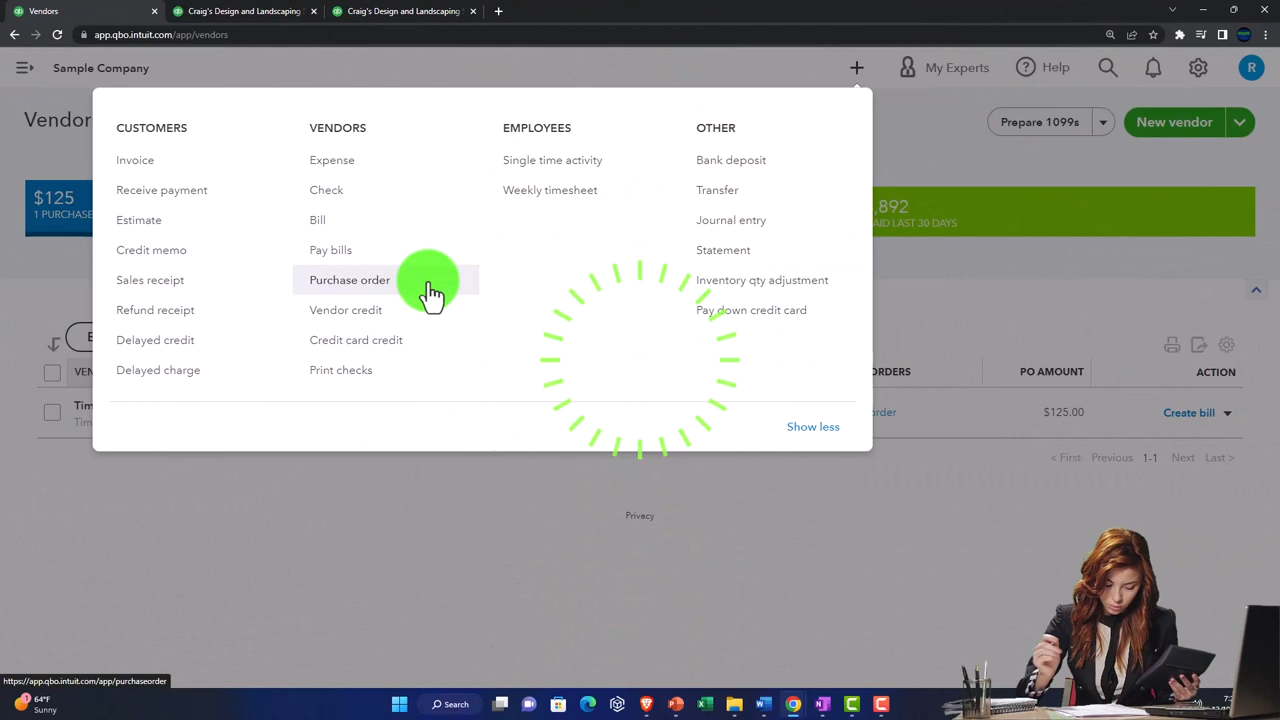 Vendors
Craig's Design and Landscaping
Craig's Design and Landscaping
app.qbo.intuit.com/app/vendors
Sample Company
My Experts
Help
R
Vendor
Prepare 1099s
New vendor
CUSTOMERS
VENDORS
EMPLOYEES
OTHER
Invoice
Expense
Single time activity
Bank deposit
Receive payment
Check
Weekly timesheet
Transfer
Estimate
Bill
Journal entry
Credit memo
Pay bills
Statement
Sales receipt
Purchase order
Inventory qty adjustment
Refund receipt
Vendor credit
Pay down credit card
Delayed credit
Credit card credit
Delayed charge
Print checks
Show less
$125
1 PURCHASE
,892
AID LAST 30 DAYS
VEN
ORDERS
PO AMOUNT
ACTION
Tim
Tim
order
$125.00
Create bill
< First Previous 1-1 Next Last >
Privacy
https://app.qbo.intuit.com/app/purchaseorder
64°F
Sunny
Search